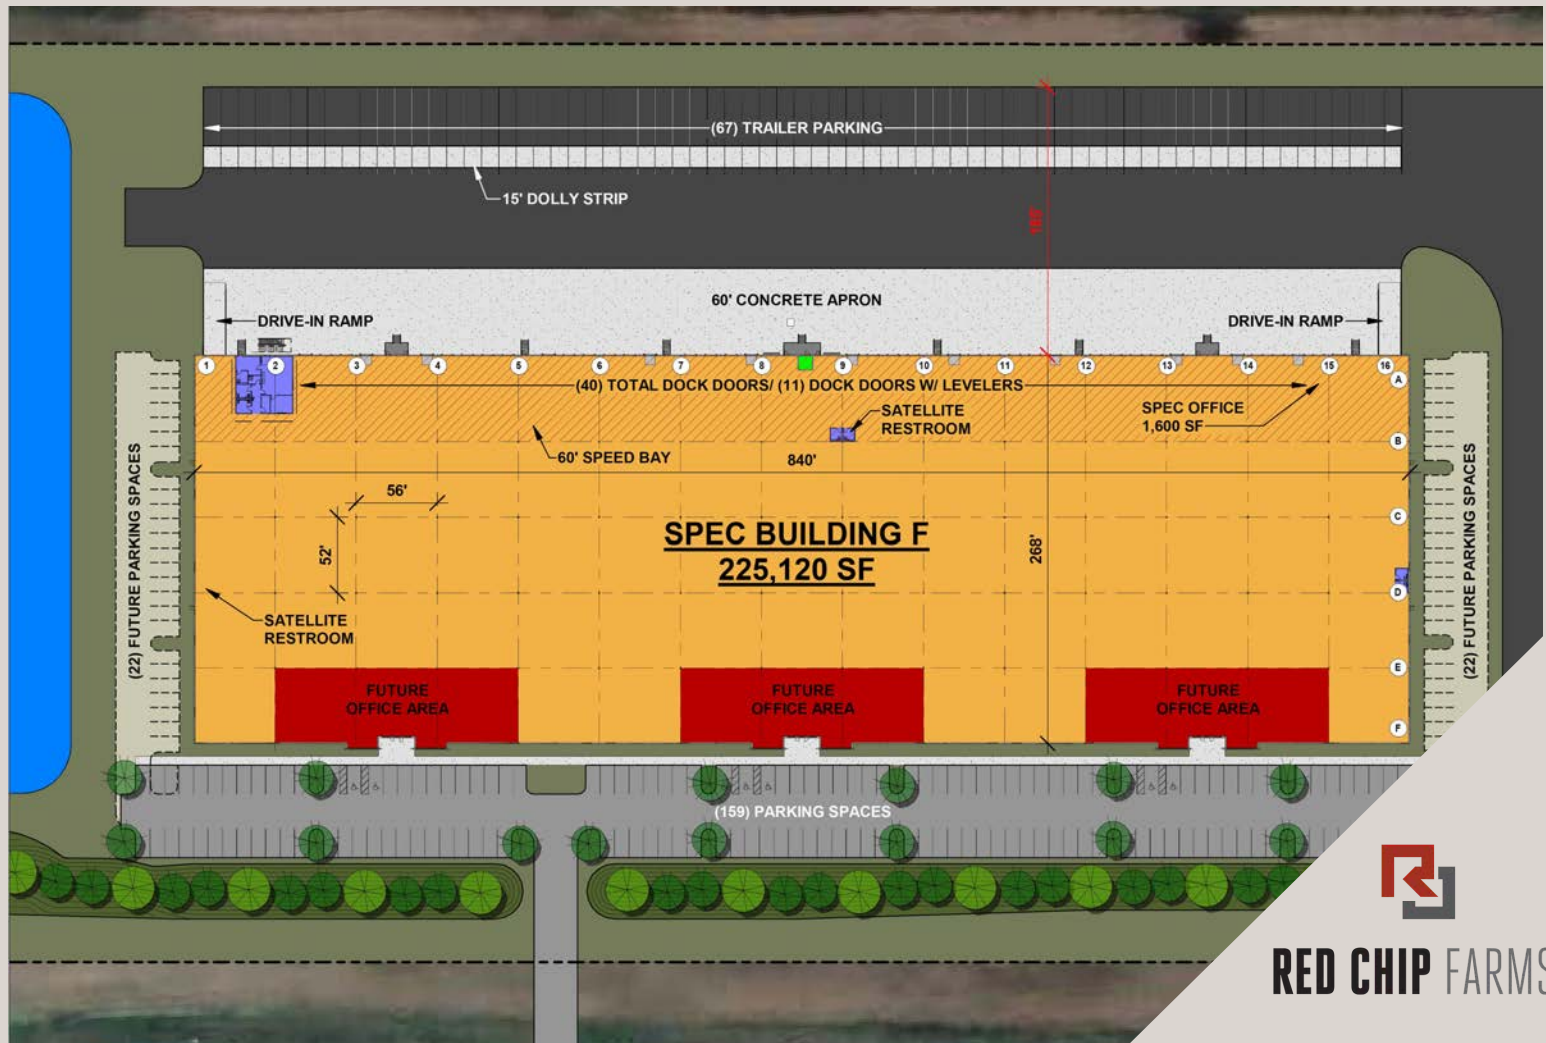 (67) TRAILER PARKING
15' DOLLY STRIP
185'
60' CONCRETE APRON
DRIVE-IN RAMP
DRIVE-IN RAMP
1 2 3 4 5 6 7 8 9 10 11 12 13 14 15 16
A
(40) TOTAL DOCK DOORS/ (11) DOCK DOORS W/ LEVELERS
SATELLITE
RESTROOM
SPEC OFFICE
1,600 SF
B
60' SPEED BAY
840'
56'
C
52'
SPEC BUILDING F
225,120 SF
268'
D
SATELLITE
RESTROOM
(22) FUTURE PARKING SPACES
(22) FUTURE PARKING SPACES
E
FUTURE
OFFICE AREA
FUTURE
OFFICE AREA
FUTURE
OFFICE AREA
F
(159) PARKING SPACES
RED CHIP FARMS